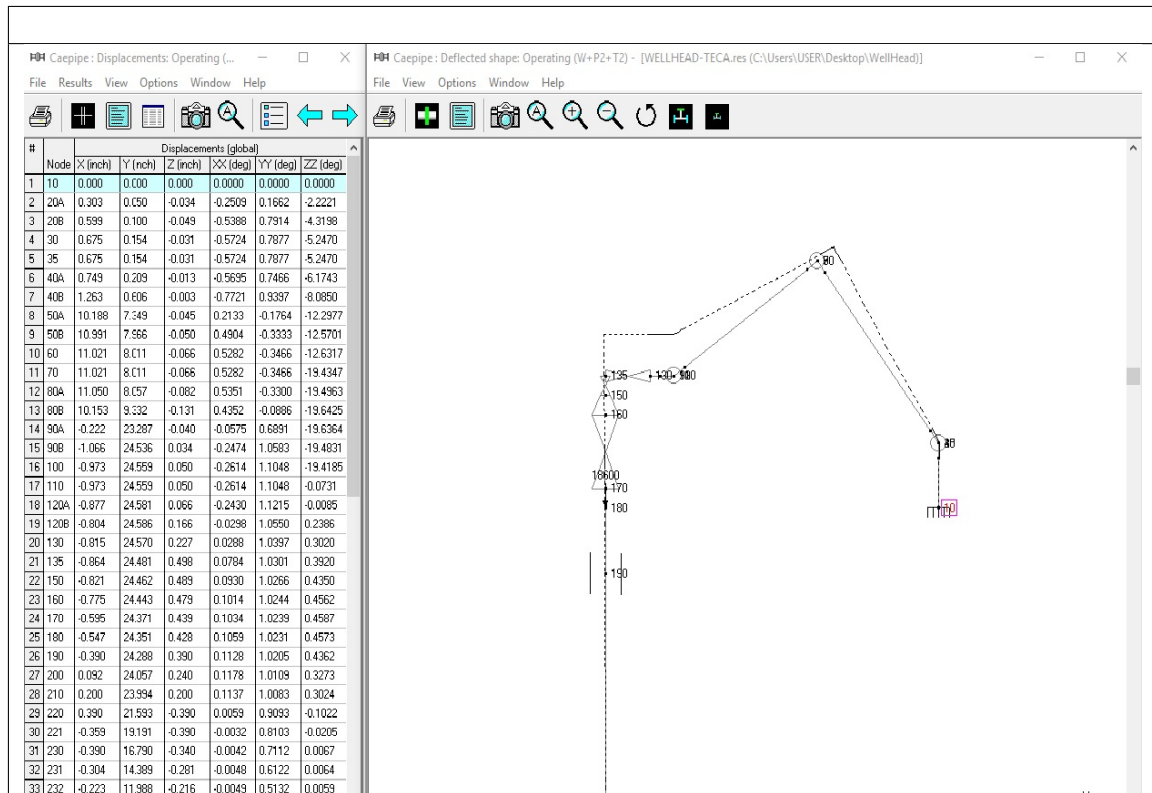 Caepipe : Displacements: Operating (...
File Results View Options Window Help
# Displacements (global)
Node X (inch) Y (nch) Z (inch) XX (deg) YY (deg) ZZ (deg)
1 10 0.000 0.000 0.000 0.0000 0.0000 0.0000
2 20A 0.303 0.050 -0.034 -0.2509 0.1662 -2.2221
3 20B 0.599 0.100 -0.049 -0.5388 0.7914 -4.3198
4 30 0.675 0.154 -0.031 -0.5724 0.7877 -5.2470
5 35 0.675 0.154 -0.031 -0.5724 0.7877 -5.2470
6 40A 0.749 0.209 -0.013 -0.5695 0.7466 -6.1743
7 40B 1.263 0.606 -0.003 -0.7721 0.9397 -8.0850
8 50A 10.188 7.349 -0.045 0.2133 -0.1764 -12.2977
9 50B 10.991 7.966 -0.050 0.4904 -0.3333 -12.5701
10 60 11.021 8.011 -0.066 0.5282 -0.3466 -12.6317
11 70 11.021 8.011 -0.066 0.5282 -0.3466 -19.4347
12 80A 11.050 8.057 -0.082 0.5351 -0.3300 -19.4963
13 80B 10.153 9.332 -0.131 0.4352 -0.0886 -19.6425
14 90A -0.222 23.287 -0.040 -0.0575 0.6891 -19.6364
15 90B -1.066 24.536 0.034 -0.2474 1.0583 -19.4831
16 100 -0.973 24.559 0.050 -0.2614 1.1048 -19.4185
17 110 -0.973 24.559 0.050 -0.2614 1.1048 -0.0731
18 120A -0.877 24.581 0.066 -0.2430 1.1215 -0.0085
19 120B -0.804 24.586 0.166 -0.0298 1.0550 0.2386
20 130 -0.815 24.570 0.227 0.0288 1.0397 0.3020
21 135 -0.864 24.481 0.498 0.0784 1.0301 0.3920
22 150 -0.821 24.462 0.489 0.0930 1.0266 0.4350
23 160 -0.775 24.443 0.479 0.1014 1.0244 0.4562
24 170 -0.595 24.371 0.439 0.1034 1.0239 0.4587
25 180 -0.547 24.351 0.428 0.1059 1.0231 0.4573
26 190 -0.390 24.288 0.390 0.1128 1.0205 0.4362
27 200 0.092 24.057 0.240 0.1178 1.0109 0.3273
28 210 0.200 23.994 0.200 0.1137 1.0083 0.3024
29 220 0.390 21.593 -0.390 0.0059 0.9093 -0.1022
30 221 -0.359 19.191 -0.390 -0.0032 0.8103 -0.0205
31 230 -0.390 16.790 -0.340 -0.0042 0.7112 0.0067
32 231 -0.304 14.389 -0.281 -0.0048 0.6122 0.0064
33 232 -0.223 11.988 -0.216 -0.0049 0.5132 0.0059
Caepipe : Deflected shape: Operating (W+P2+T2) - [WELLHEAD-TECA.res (C:\Users\USER\Desktop\WellHead)]
File View Options Window Help
135
150
160
18600
170
180
10
190